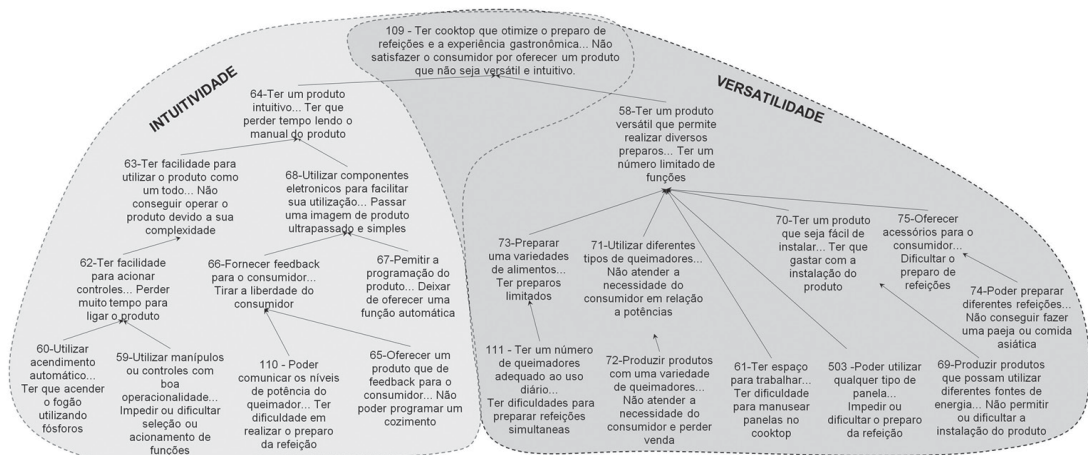 109 - Ter cooktop que otimize o preparo de
refeições e a experiência gastronômica... Não
satisfazer o consumidor por oferecer um produto
que não seja versátil e intuitivo.
INTUITIVIDADE
VERSATILIDADE
64-Ter um produto
intuitivo... Ter que
perder tempo lendo o
manual do produto
58-Ter um produto
versátil que permite
realizar diversos
preparos... Ter um
número limitado de
funções
63-Ter facilidade para
utilizar o produto como
um todo... Não
conseguir operar o
produto devido a sua
complexidade
68-Utilizar componentes
eletronicos para facilitar
sua utilização... Passar
uma imagem de produto
ultrapassado e simples
62-Ter facilidade
para acionar
controles... Perder
muito tempo para
ligar o produto
66-Fornecer feedback
para o consumidor...
Tirar a liberdade do
consumidor
67-Pemitir a
programação do
produto... Deixar
de oferecer uma
função automática
73-Preparar
uma variedades
de alimentos...
Ter preparos
limitados
71-Utilizar diferentes
tipos de queimadores...
Não atender a
necessidade do
consumidor em relação
a potências
70-Ter um produto
que seja fácil de
instalar... Ter que
gastar com a
instalação do
produto
75-Oferecer
acessórios para o
consumidor...
Dificultar o
preparo de
refeições
74-Poder preparar
diferentes refeições...
Não conseguir fazer
uma paeja ou comida
asiática
60-Utilizar
acendimento
automático...
Ter que acender
o fogão
utilizando
fósforos
59-Utilizar manípulos
ou controles com
boa
operacionalidade...
Impedir ou dificultar
seleção ou
acionamento de
funções
110 - Poder
comunicar os níveis
de potência do
queimador... Ter
dificuldade em
realizar o preparo
da refeição
65-Oferecer um
produto que de
feedback para o
consumidor... Não
poder programar um
cozimento
111 - Ter um número
de queimadores
adequado ao uso
diário...
Ter dificuldades para
preparar refeições
simultaneas
72-Produzir produtos
com uma variedade
de queimadores...
Não atender a
necessidade do
consumidor e perder
venda
61-Ter espaço
para trabalhar...
Ter dificuldade
para manusear
panelas no
cooktop
503 -Poder utilizar
qualquer tipo de
panela...
Impedir ou
dificultar o preparo
da refeição
69-Produzir produtos
que possam utilizar
diferentes fontes de
energia... Não permitir
ou dificultar a
instalação do produto